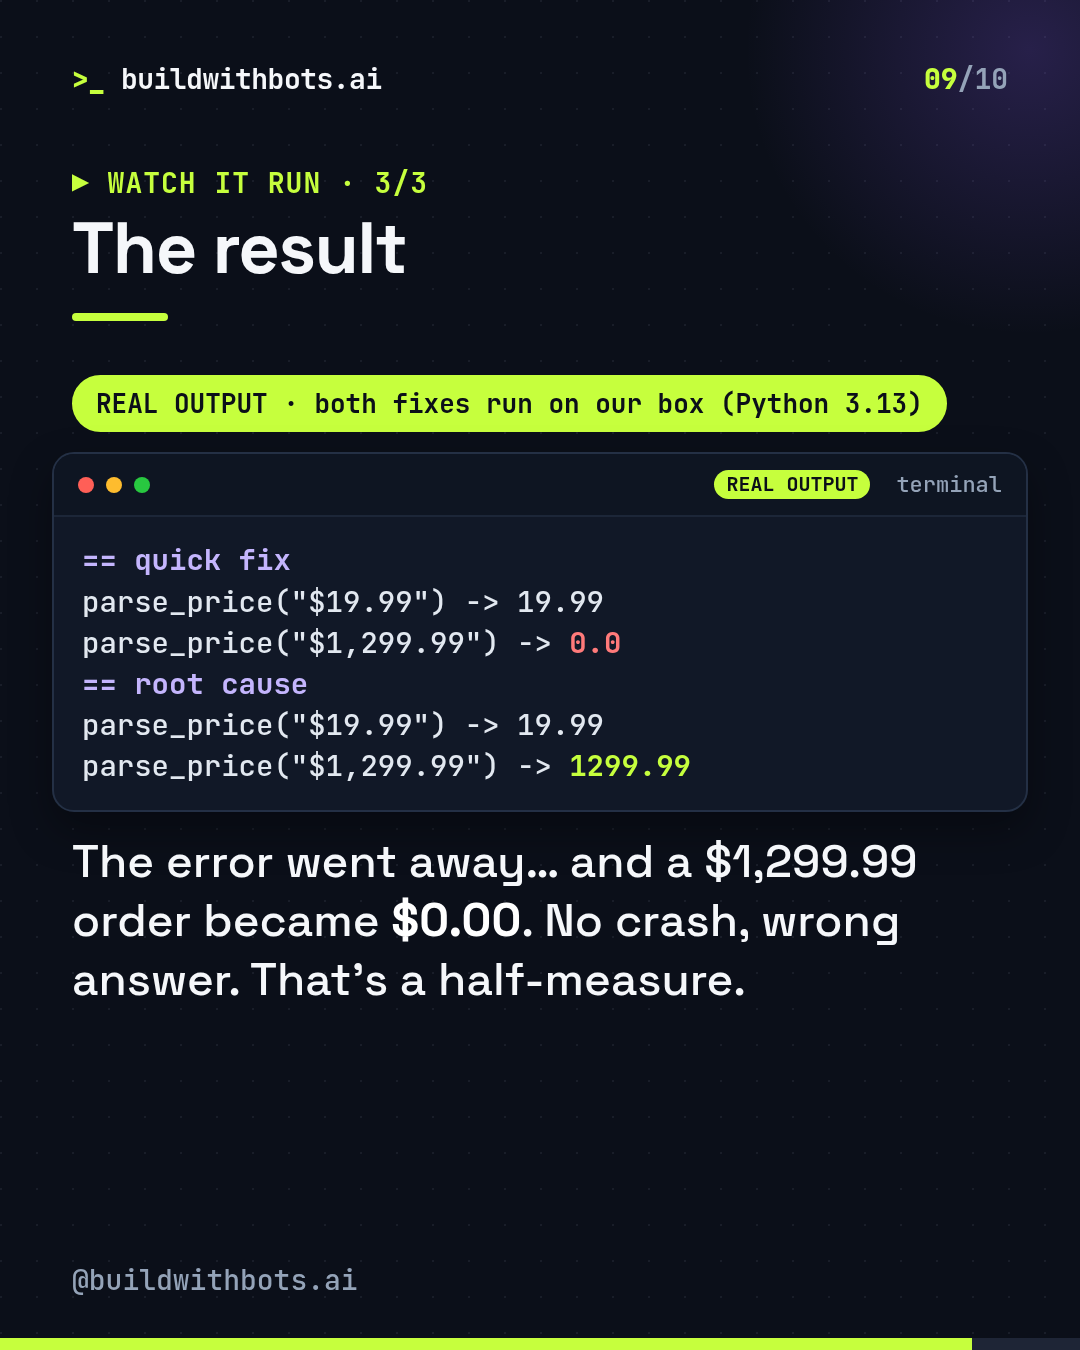 >_ buildwithbots.ai
09/10
▶ WATCH IT RUN · 3/3
The result
REAL OUTPUT · both fixes run on our box (Python 3.13)
REAL OUTPUT terminal
== quick fix
parse_price("$19.99") -> 19.99
parse_price("$1,299.99") -> 0.0
== root cause
parse_price("$19.99") -> 19.99
parse_price("$1,299.99") -> 1299.99
The error went away... and a $1,299.99
order became $0.00. No crash, wrong
answer. That’s a half-measure.
@buildwithbots.ai